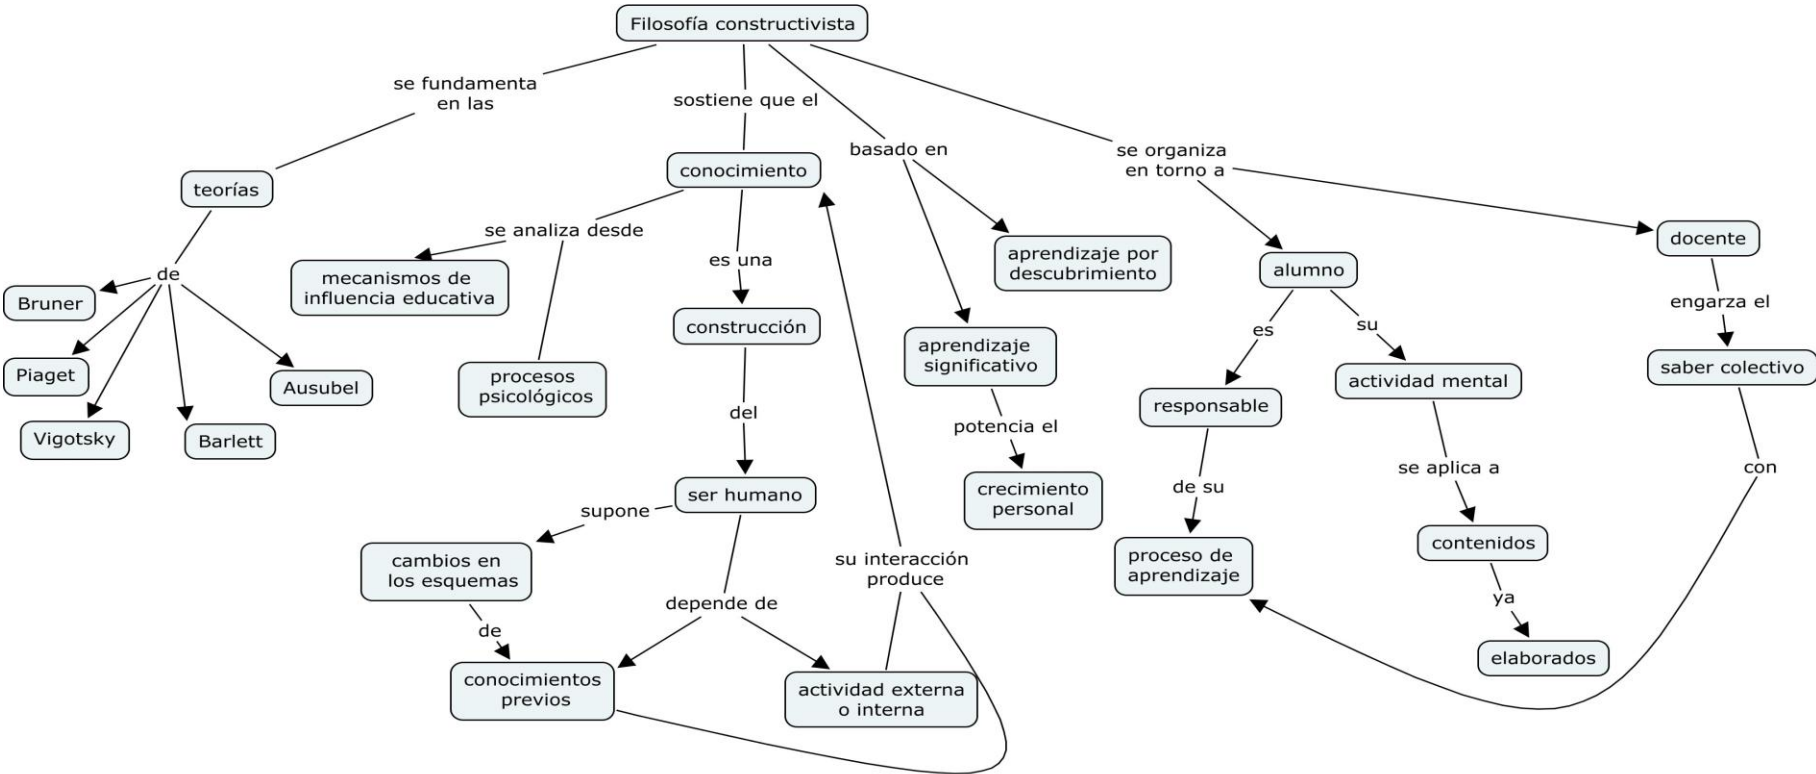 Filosofía constructivista
se fundamenta
en las
sostiene que el
basado en
se organiza
en torno a
teorías
conocimiento
docente
de
se analiza desde
es una
aprendizaje por
descubrimiento
alumno
Bruner
mecanismos de
influencia educativa
construcción
engarza el
Piaget
Ausubel
procesos
psicológicos
aprendizaje
significativo
es
su
saber colectivo
Vigotsky
Barlett
del
potencia el
responsable
actividad mental
ser humano
crecimiento
personal
de su
se aplica a
con
supone
cambios en
los esquemas
su interacción
produce
proceso de
aprendizaje
contenidos
de
depende de
ya
conocimientos
previos
actividad externa
o interna
elaborados